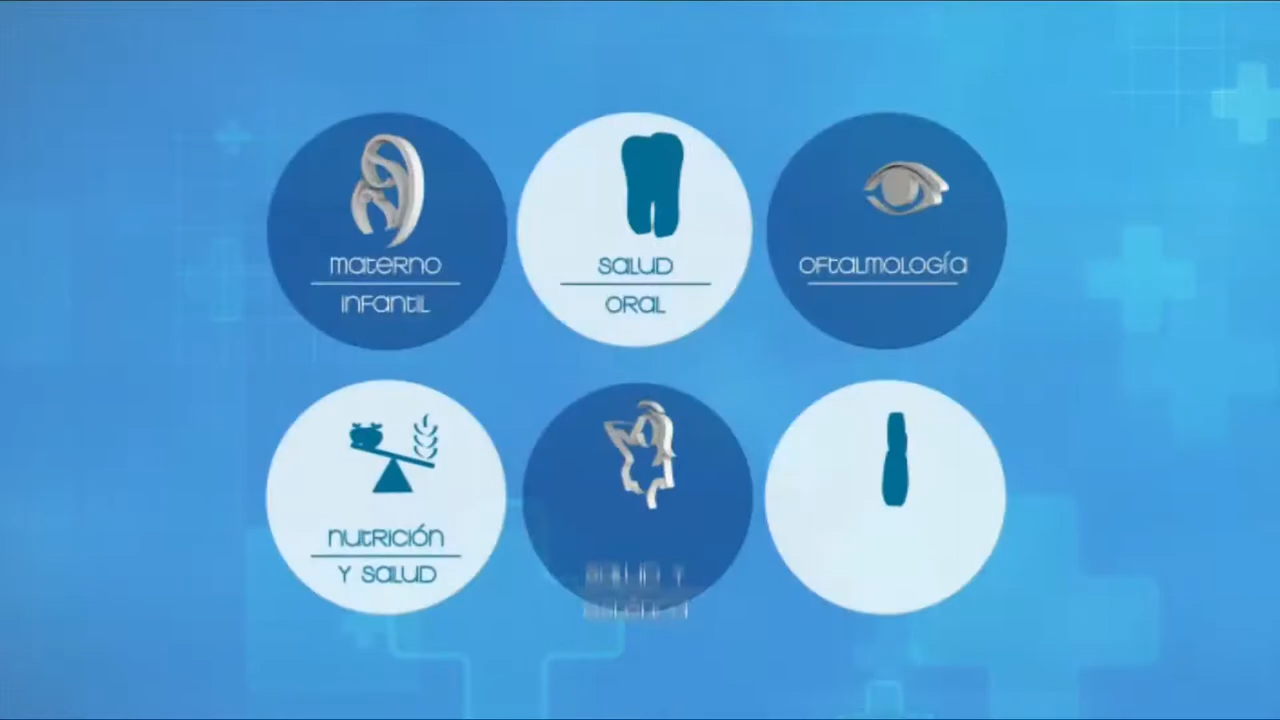 materno
infantil
salud
oral
oftalmología
nutrición
y salud